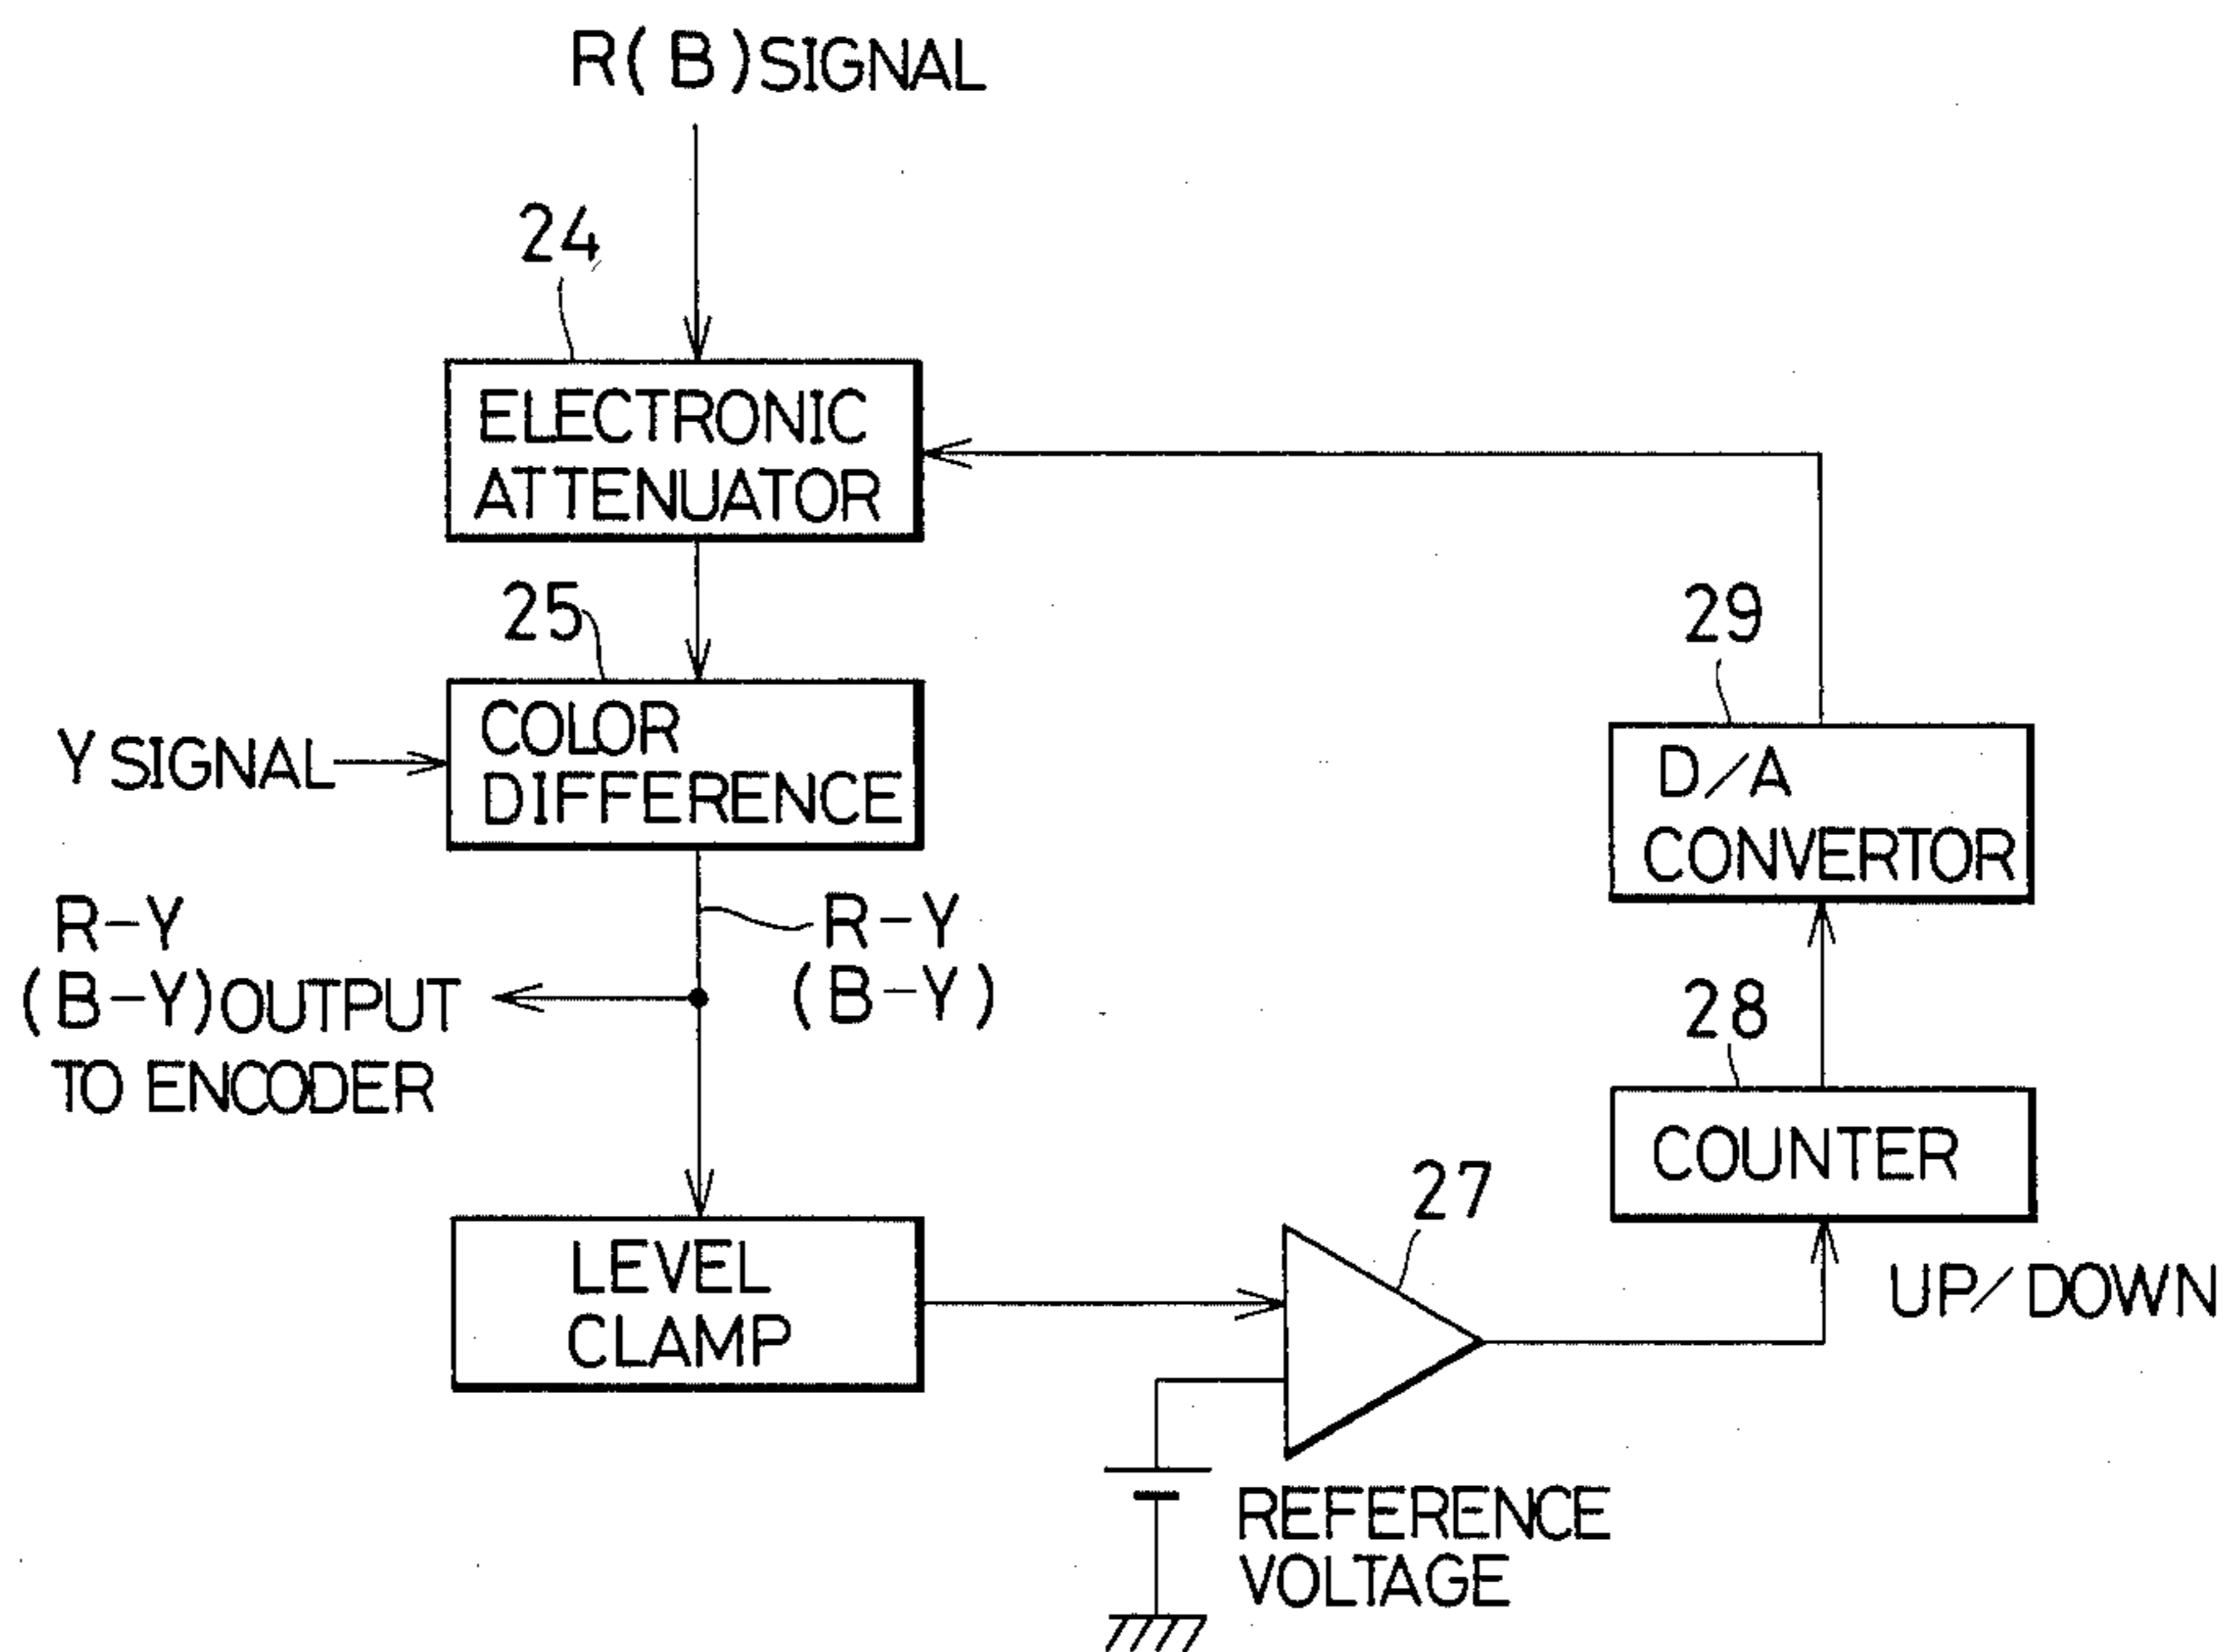 R(B)SIGNAL
24
ELECTRONIC
ATTENUATOR
25
COLOR
DIFFERENCE
Y SIGNAL
R-Y
(B-Y)OUTPUT
TO ENCODER
R-Y
(B-Y)
LEVEL
CLAMP
27
REFERENCE
VOLTAGE
UP/DOWN
28
COUNTER
29
D/A
CONVERTOR